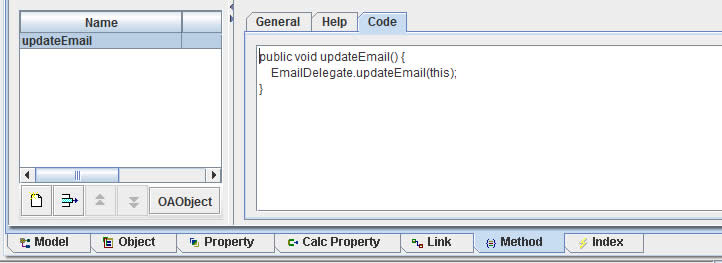 Name
updateEmail
OAObject
General Help Code
public void updateEmail() {
    EmailDelegate.updateEmail(this);
}
Model Object Property Calc Property Link Method Index